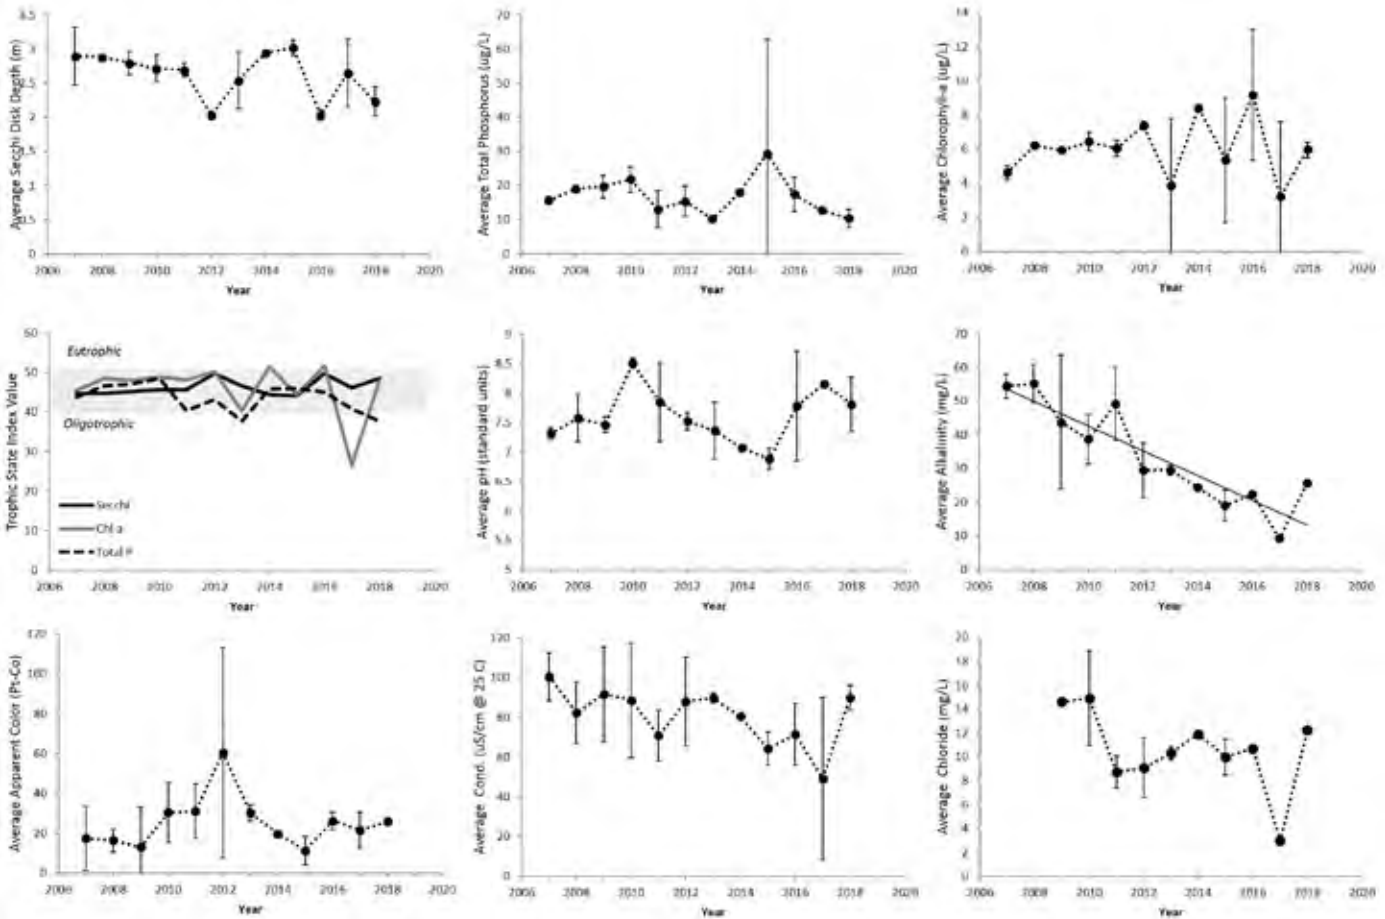 Average Secchi Disk Depth (m)
3.5
3
2.5
2
1.5
1
0.5
0
2006 2008 2010 2012 2014 2016 2018 2020
Year
Average Total Phosphorus (ug/L)
70
60
50
40
30
20
10
0
2006 2008 2010 2012 2014 2016 2018 2020
Year
Average Chlorophyll-a (ug/L)
14
12
10
8
6
4
2
0
2006 2008 2010 2012 2014 2016 2018 2020
Year
Trophic State Index Value
60
50
40
30
20
10
0
Eutrophic
Oligotrophic
Secchi
Chl a
Total P
2006 2008 2010 2012 2014 2016 2018 2020
Year
Average pH (standard units)
9
8.5
8
7.5
7
6.5
6
5.5
5
2006 2008 2010 2012 2014 2016 2018 2020
Year
Average Alkalinity (mg/L)
70
60
50
40
30
20
10
0
2006 2008 2010 2012 2014 2016 2018 2020
Year
Average Apparent Color (Pt-Co)
120
100
80
60
40
20
0
2006 2008 2010 2012 2014 2016 2018 2020
Year
Average Cond. (uS/cm @ 25 C)
120
100
80
60
40
20
0
2006 2008 2010 2012 2014 2016 2018 2020
Year
Average Chloride (mg/L)
20
18
16
14
12
10
8
6
4
2
0
2006 2008 2010 2012 2014 2016 2018 2020
Year